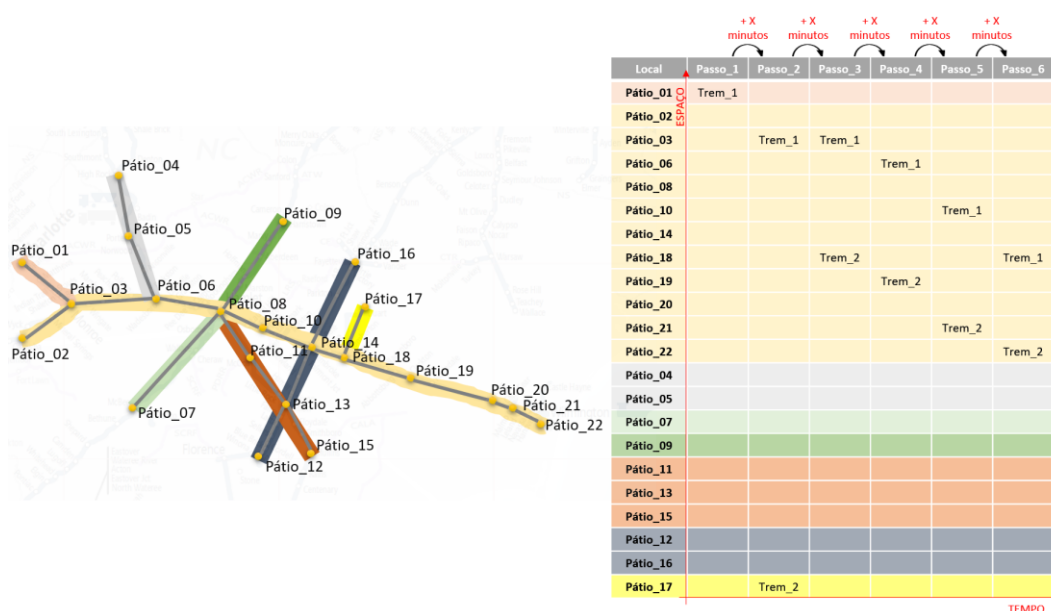 Pátio_04
Pátio_05
Pátio_09
Pátio_01
Pátio_16
Pátio_03
Pátio_06
Pátio_17
Pátio_08
Pátio_10
Pátio_14
Pátio_02
Pátio_11
Pátio_18
Pátio_19
Pátio_20
Pátio_07
Pátio_13
Pátio_21
Pátio_22
Pátio_15
Pátio_12
NC
+ X + X + X + X + X
minutos minutos minutos minutos minutos
Local Passo_1 Passo_2 Passo_3 Passo_4 Passo_5 Passo_6
ESPAÇO
Pátio_01 Trem_1
Pátio_02
Pátio_03 Trem_1 Trem_1
Pátio_06 Trem_1
Pátio_08
Pátio_10 Trem_1
Pátio_14
Pátio_18 Trem_2 Trem_1
Pátio_19 Trem_2
Pátio_20
Pátio_21 Trem_2
Pátio_22 Trem_2
Pátio_04
Pátio_05
Pátio_07
Pátio_09
Pátio_11
Pátio_13
Pátio_15
Pátio_12
Pátio_16
Pátio_17 Trem_2
TEMPO